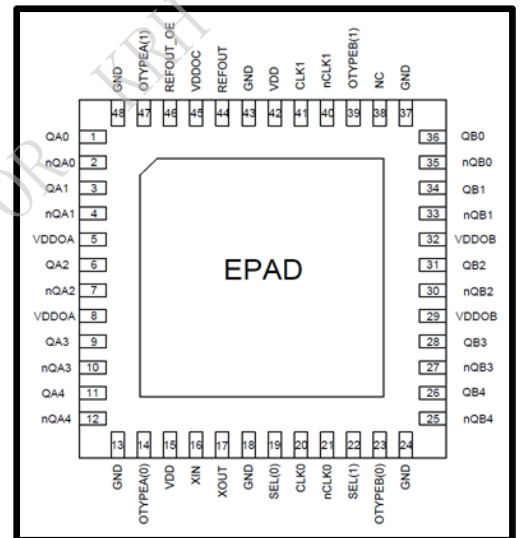 OR KRH
GND OTYPEA(1) REFOUT_OE VDDOC REFOUT GND VDD CLK1 nCLK1 OTYPEB(1) NC GND
48 47 46 45 44 43 42 41 40 39 38 37
QA0 1 36 QB0
nQA0 2 35 nQB0
QA1 3 34 QB1
nQA1 4 33 nQB1
VDDOA 5 32 VDDOB
QA2 6 31 QB2
nQA2 7 30 nQB2
VDDOA 8 29 VDDOB
QA3 9 28 QB3
nQA3 10 27 nQB3
QA4 11 26 QB4
nQA4 12 25 nQB4
EPAD
13 14 15 16 17 18 19 20 21 22 23 24
GND OTYPEA(0) VDD XIN XOUT GND SEL(0) CLK0 nCLK0 SEL(1) OTYPEB(0) GND